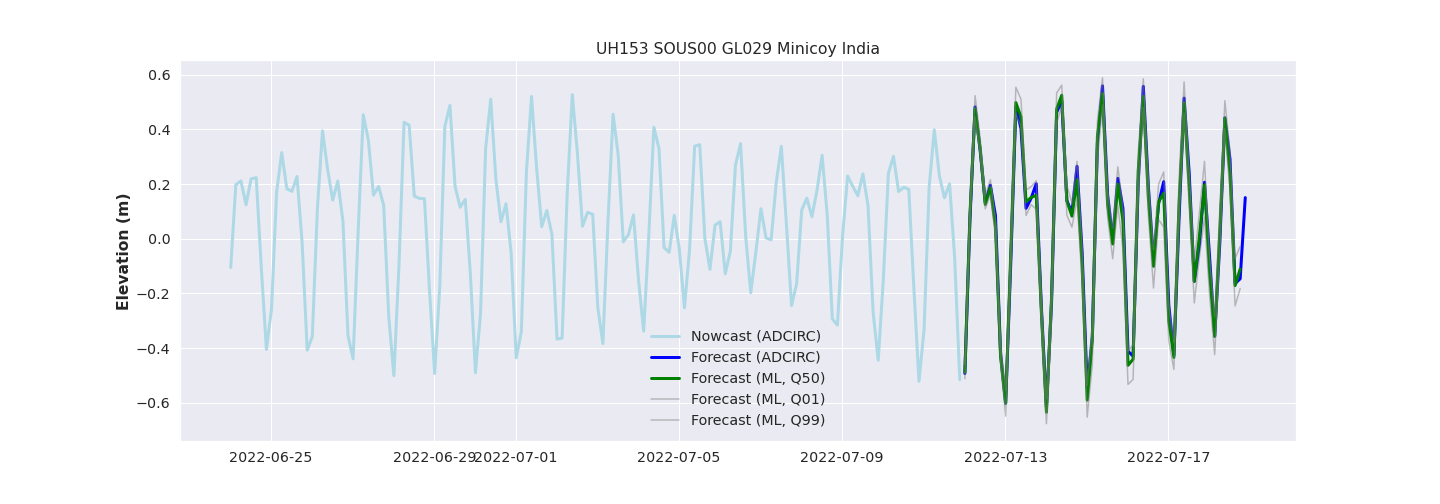 UH153 SOUS00 GL029 Minicoy India
Elevation (m)
0.6
0.4
0.2
0.0
−0.2
−0.4
−0.6
Nowcast (ADCIRC)
Forecast (ADCIRC)
Forecast (ML, Q50)
Forecast (ML, Q01)
Forecast (ML, Q99)
2022-06-25 2022-06-29 2022-07-01 2022-07-05 2022-07-09 2022-07-13 2022-07-17